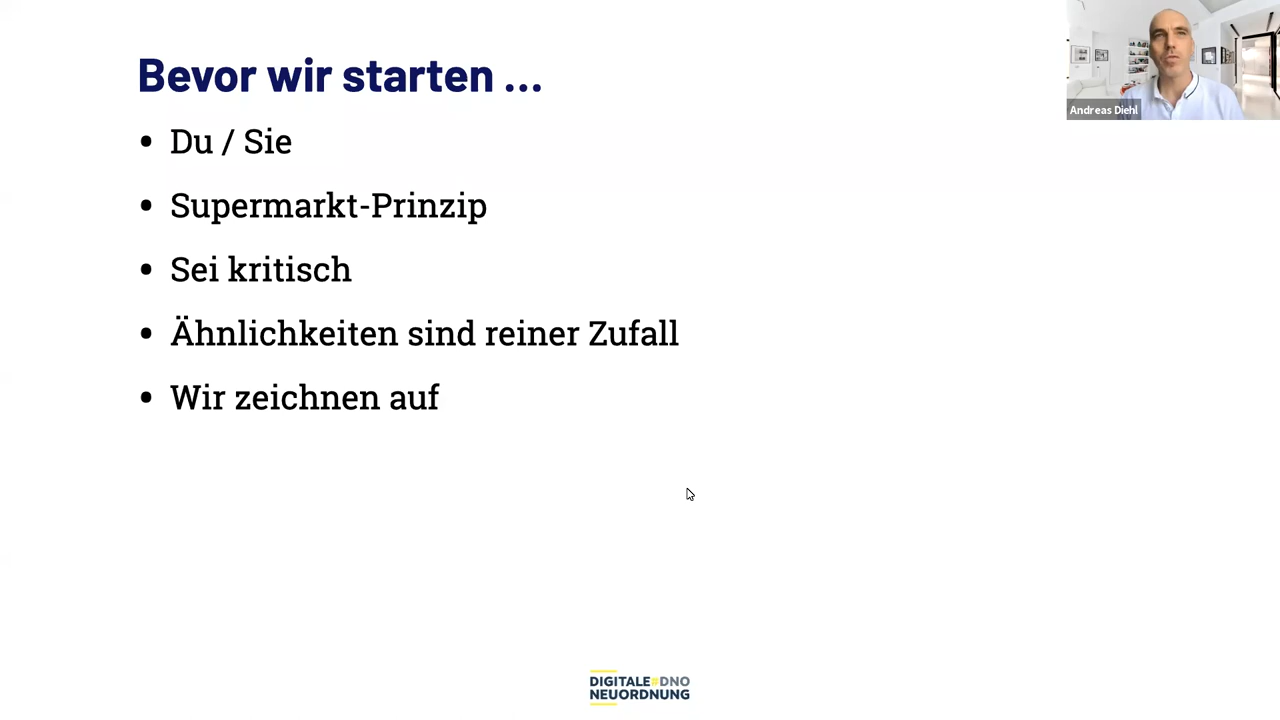 Bevor wir starten ...
• Du / Sie
• Supermarkt-Prinzip
• Sei kritisch
• Ähnlichkeiten sind reiner Zufall
• Wir zeichnen auf
Andreas Diehl
DIGITALE#DNO
NEUORDNUNG